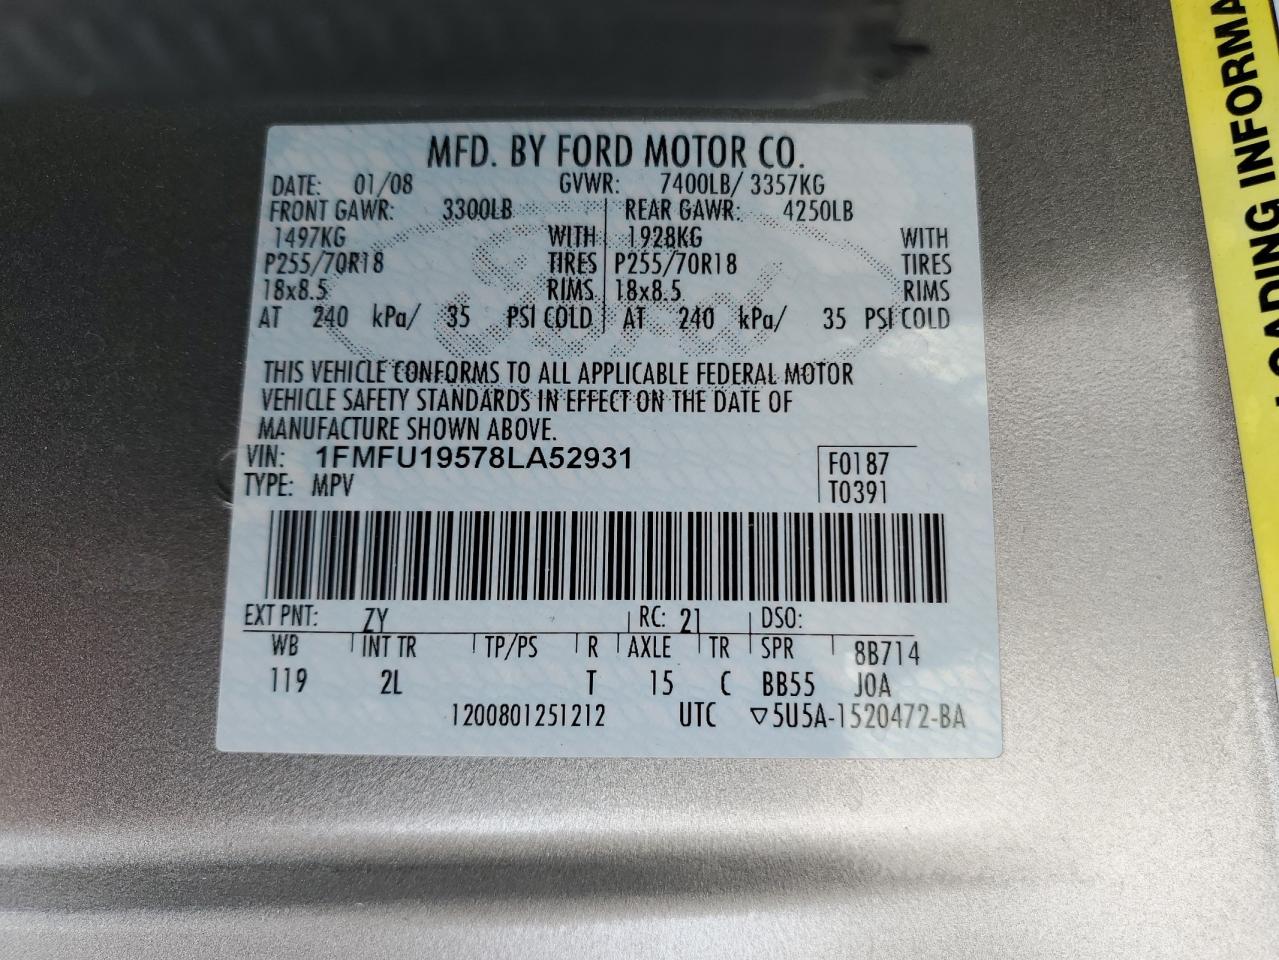 MFD. BY FORD MOTOR CO.
DATE: 01/08 GVWR: 7400LB/ 3357KG
FRONT GAWR: 3300LB REAR GAWR: 4250LB
1497KG WITH 1928KG WITH
P255/70R18 TIRES P255/70R18 TIRES
18x8.5 RIMS 18x8.5 RIMS
AT 240 kPa/ 35 PSI COLD AT 240 kPa/ 35 PSI COLD
THIS VEHICLE CONFORMS TO ALL APPLICABLE FEDERAL MOTOR
VEHICLE SAFETY STANDARDS IN EFFECT ON THE DATE OF
MANUFACTURE SHOWN ABOVE.
VIN: 1FMFU19578LA52931 F0187
TYPE: MPV T0391
EXT PNT: ZY RC: 21 DSO:
WB INT TR TP/PS R AXLE TR SPR 8B714
119 2L T 15 C BB55 J0A
1200801251212 UTC ▽5U5A-1520472-BA